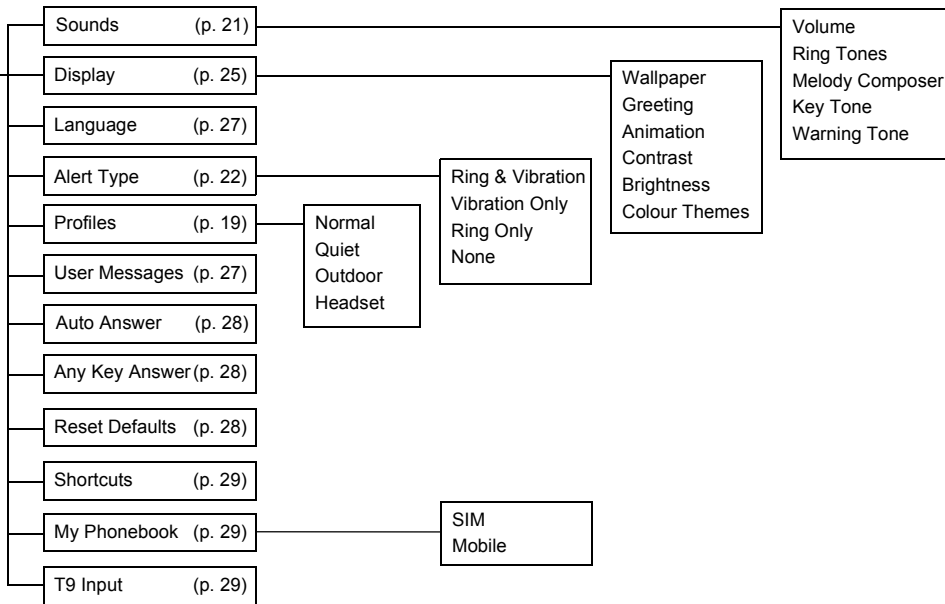 Sounds (p. 21)
Display (p. 25)
Language (p. 27)
Alert Type (p. 22)
Profiles (p. 19)
User Messages (p. 27)
Auto Answer (p. 28)
Any Key Answer (p. 28)
Reset Defaults (p. 28)
Shortcuts (p. 29)
My Phonebook (p. 29)
T9 Input (p. 29)
Normal
Quiet
Outdoor
Headset
Ring & Vibration
Vibration Only
Ring Only
None
SIM
Mobile
Wallpaper
Greeting
Animation
Contrast
Brightness
Colour Themes
Volume
Ring Tones
Melody Composer
Key Tone
Warning Tone